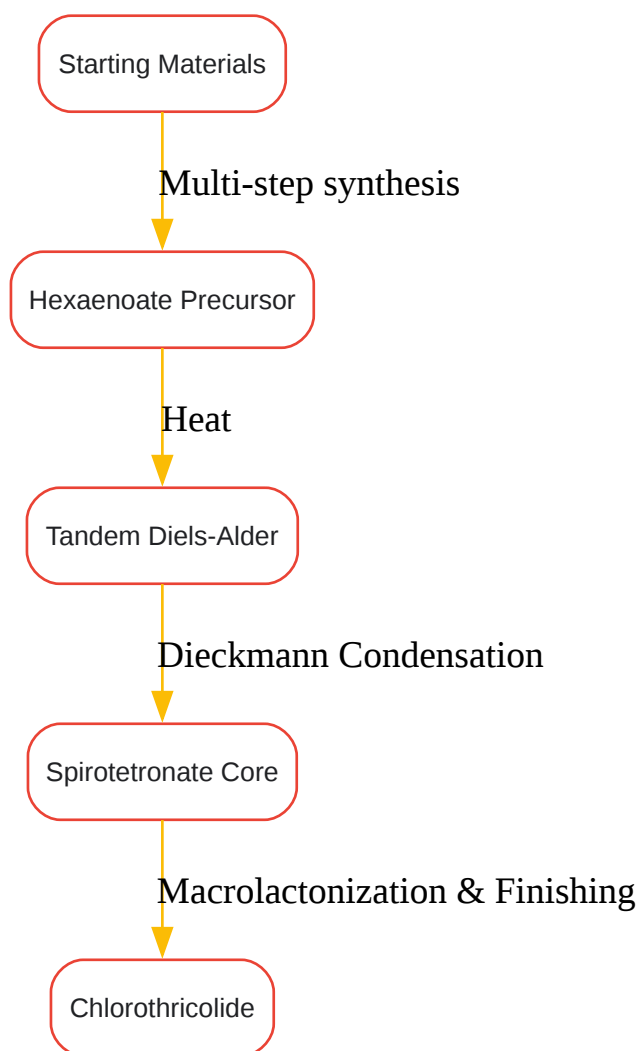 Starting Materials
Multi-step synthesis
Hexaenoate Precursor
Heat
Tandem Diels-Alder
Dieckmann Condensation
Spirotetronate Core
Macrolactonization & Finishing
Chlorothricolide